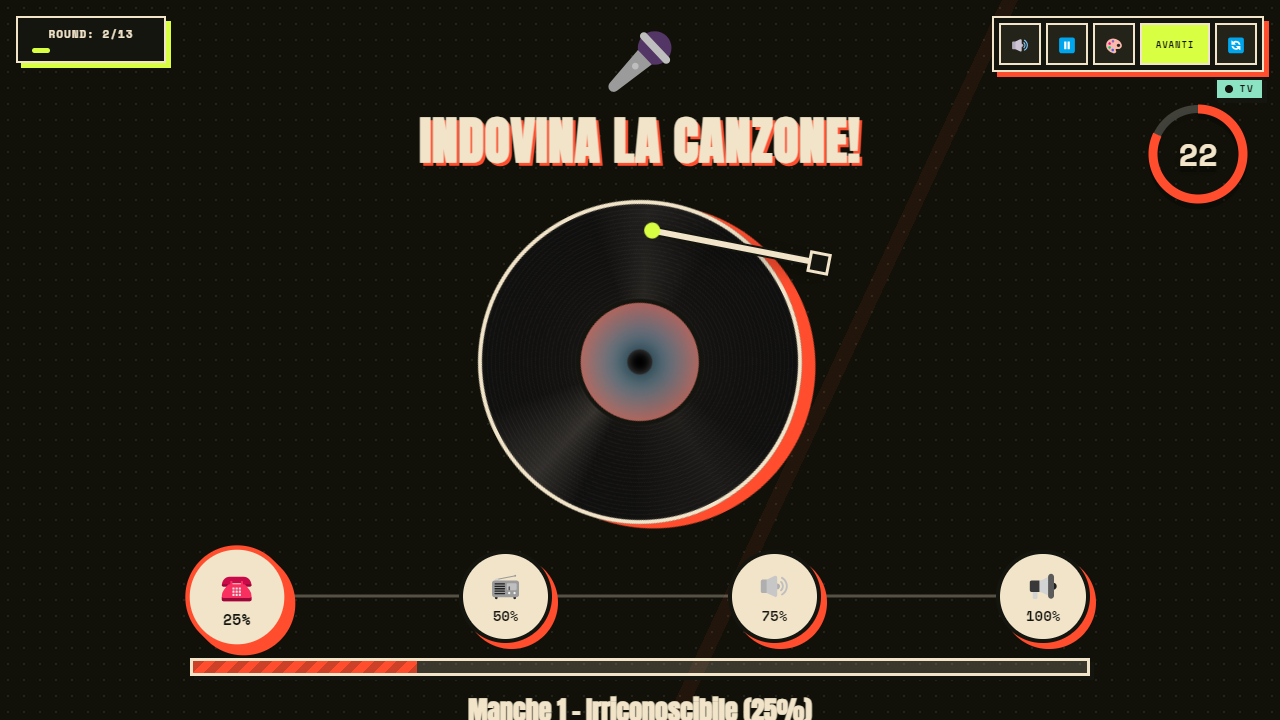 ROUND: 2/13
AVANTI
TV
22
INDOVINA LA CANZONE!
25%
50%
75%
100%
Manche 1 - Irriconoscibile (25%)